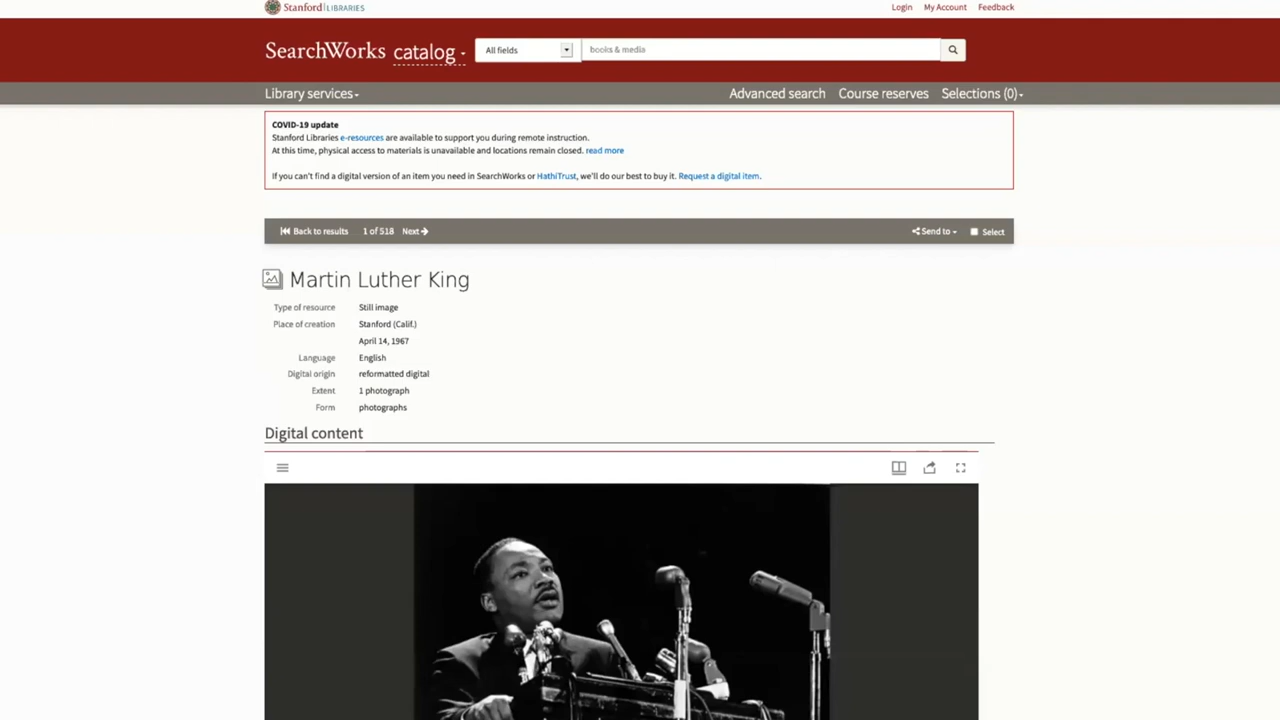 Stanford LIBRARIES
Login My Account Feedback
SearchWorks catalog
All fields
books & media
Library services
Advanced search Course reserves Selections (0)
COVID-19 update
Stanford Libraries e-resources are available to support you during remote instruction.
At this time, physical access to materials is unavailable and locations remain closed. read more
If you can't find a digital version of an item you need in SearchWorks or HathiTrust, we'll do our best to buy it. Request a digital item.
Back to results 1 of 518 Next
Send to Select
Martin Luther King
Type of resource Still image
Place of creation Stanford (Calif.)
April 14, 1967
Language English
Digital origin reformatted digital
Extent 1 photograph
Form photographs
Digital content